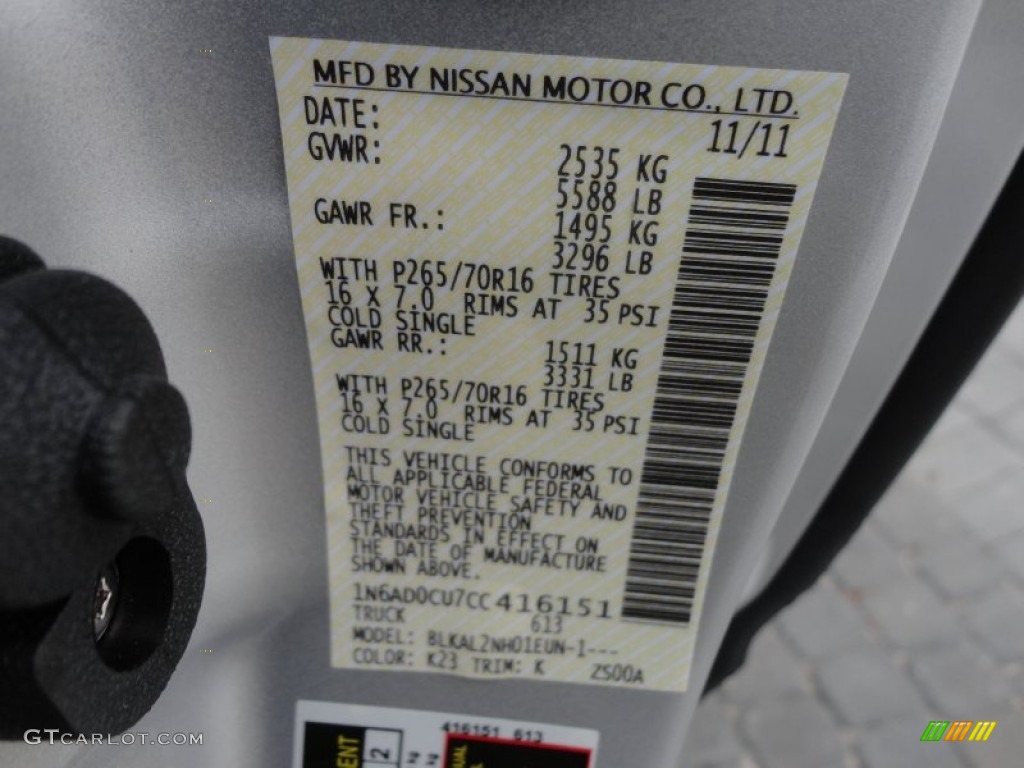 MFD BY NISSAN MOTOR CO., LTD.
DATE: 11/11
GVWR: 2535 KG
5588 LB
GAWR FR.: 1495 KG
3296 LB
WITH P265/70R16 TIRES
16 X 7.0 RIMS AT 35 PSI
COLD SINGLE
GAWR RR.: 1511 KG
3331 LB
WITH P265/70R16 TIRES
16 X 7.0 RIMS AT 35 PSI
COLD SINGLE
THIS VEHICLE CONFORMS TO
ALL APPLICABLE FEDERAL
MOTOR VEHICLE SAFETY AND
THEFT PREVENTION
STANDARDS IN EFFECT ON
THE DATE OF MANUFACTURE
SHOWN ABOVE.
1N6AD0CU7CC416151
TRUCK 613
MODEL: BLKAL2NH01EUN-1---
COLOR: K23 TRIM: K ZS00A
416151 613
GTCARLOT.COM